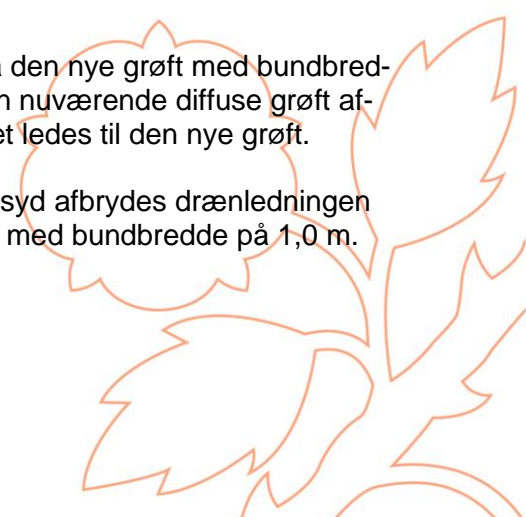 den nye grøft med bundbred-
nuværende diffuse grøft af-
ledes til den nye grøft.
syd afbrydes drænledningen
med bundbredde på 1,0 m.